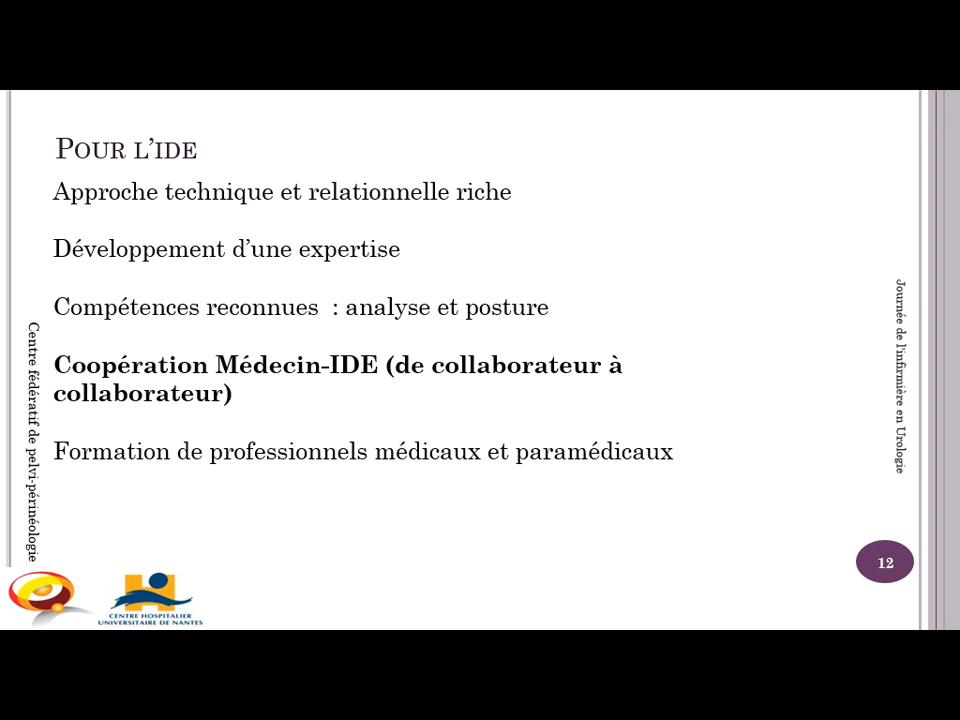 POUR L'IDE
Approche technique et relationnelle riche
Développement d'une expertise
Compétences reconnues : analyse et posture
Coopération Médecin-IDE (de collaborateur à
collaborateur)
Formation de professionnels médicaux et paramédicaux
Centre fédératif de pelvi-périnéologie
Journée de l'infirmière en Urologie
12
CENTRE HOSPITALIER
UNIVERSITAIRE DE NANTES